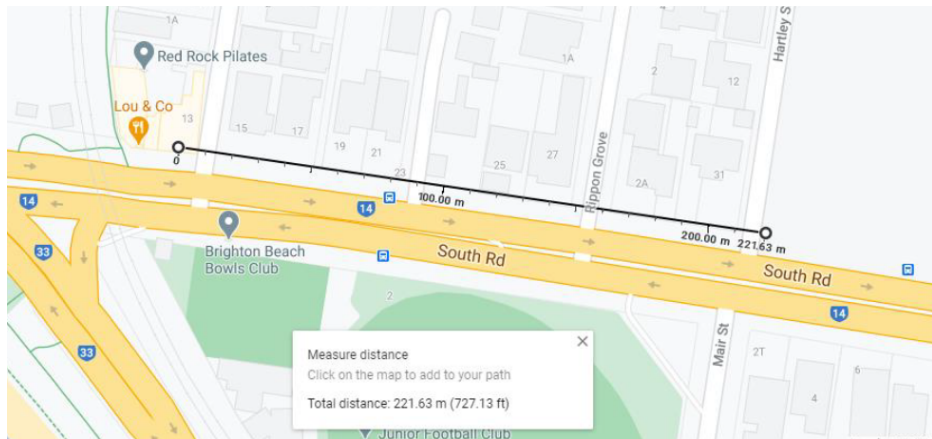 1A
Red Rock Pilates
Lou & Co
13
15
17
19
21
23
1A
25
27
2
12
2A
31
4
Hartley S
Rippon Grove
0
100.00 m
200.00 m
221.63 m
14
14
33
33
14
Brighton Beach
Bowls Club
South Rd
South Rd
2
Mair St
2T
6
4
Measure distance
Click on the map to add to your path
Total distance: 221.63 m (727.13 ft)
Junior Football Club